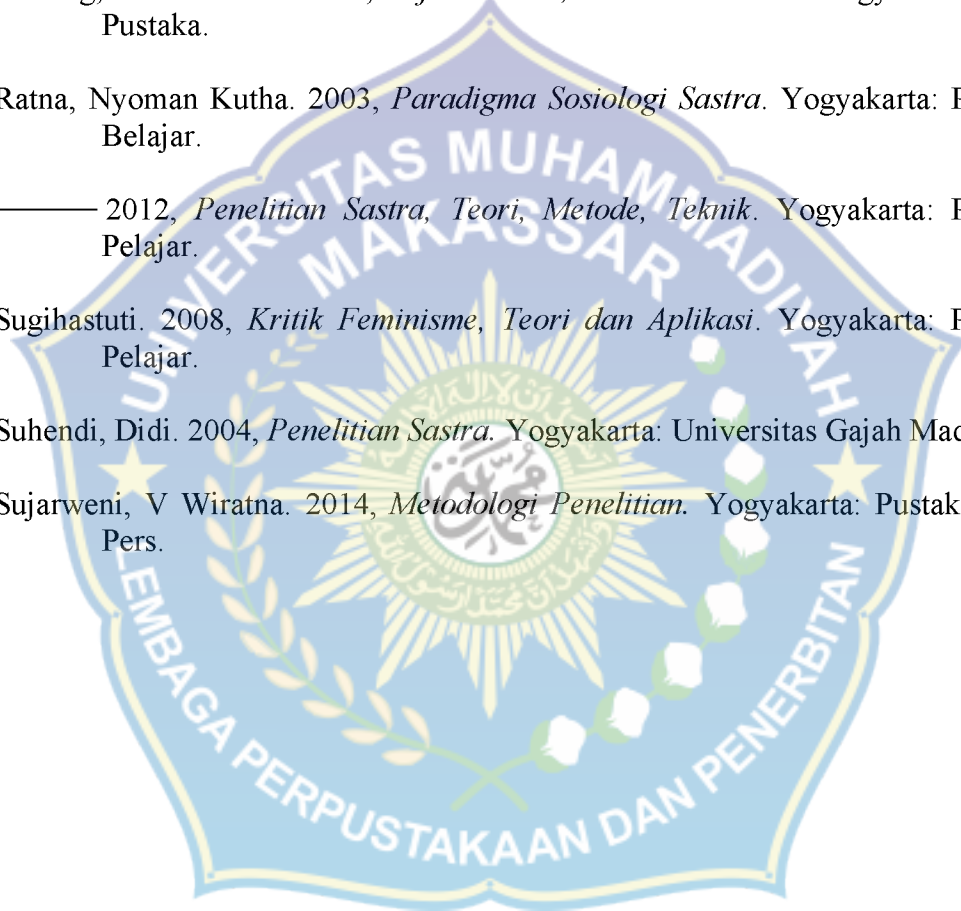 Pustaka.
Ratna, Nyoman Kutha. 2003, Paradigma Sosiologi Sastra. Yogyakarta:
Belajar.
——— 2012, Penelitian Sastra, Teori, Metode, Teknik. Yogyakarta:
Pelajar.
Sugihastuti. 2008, Kritik Feminisme, Teori dan Aplikasi. Yogyakarta:
Pelajar.
Suhendi, Didi. 2004, Penelitian Sastra. Yogyakarta: Universitas Gajah
Sujarweni, V Wiratna. 2014, Metodologi Penelitian. Yogyakarta:
Pers.
UNIVERSITAS MUHAMMADIYAH
MAKASSAR
LEMBAGA PERPUSTAKAAN DAN PENERBITAN